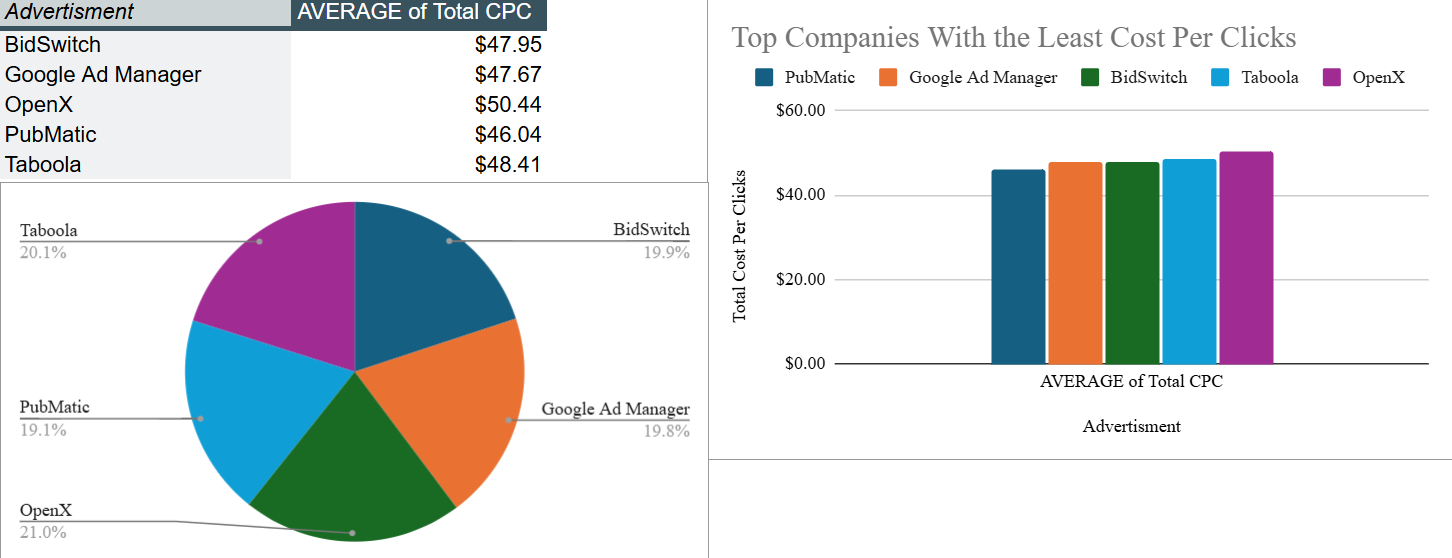 Advertisment AVERAGE of Total CPC
BidSwitch $47.95
Google Ad Manager $47.67
OpenX $50.44
PubMatic $46.04
Taboola $48.41
Taboola
20.1%
BidSwitch
19.9%
PubMatic
19.1%
Google Ad Manager
19.8%
OpenX
21.0%
Top Companies With the Least Cost Per Clicks
PubMatic Google Ad Manager BidSwitch Taboola OpenX
Total Cost Per Clicks
$60.00
$40.00
$20.00
$0.00
AVERAGE of Total CPC
Advertisment